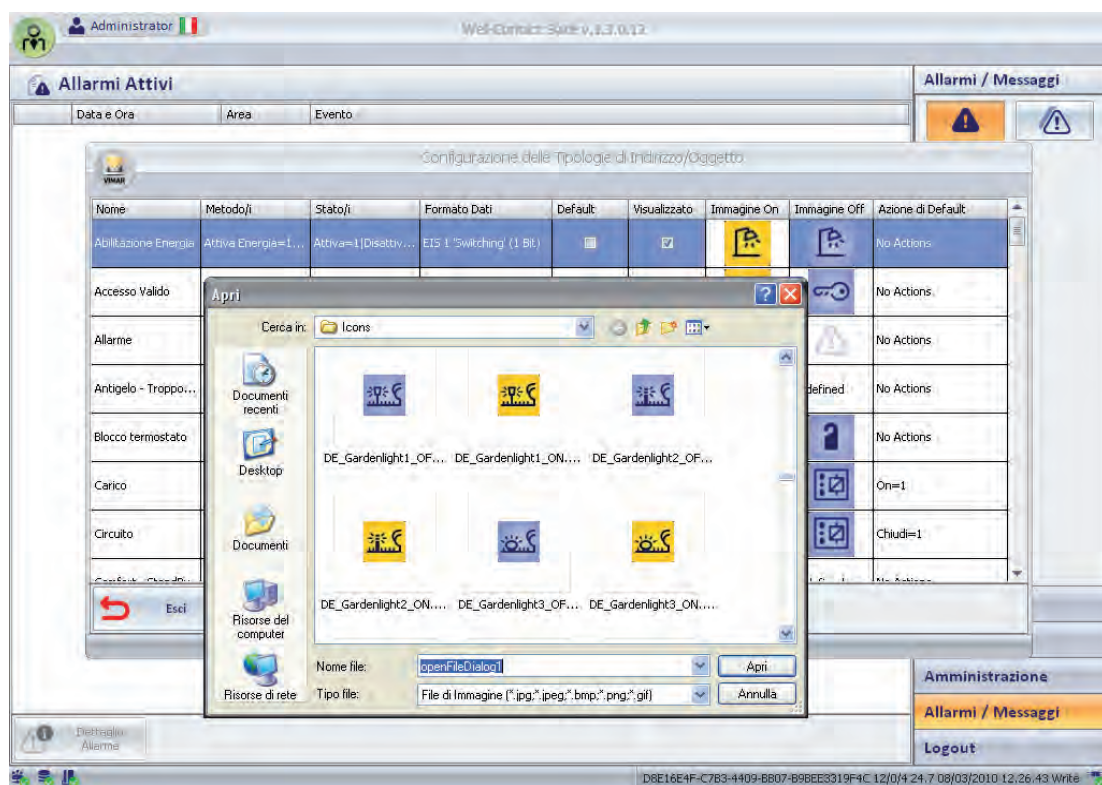 Administrator
Well-Contact Suite v.1.3.0.12
Allarmi Attivi
Allarmi / Messaggi
Data e Ora Area Evento
VIMAR
Configurazione delle Tipologie di Indirizzo/Oggetto
Nome Metodo/i Stato/i Formato Dati Default Visualizzato Immagine On Immagine Off Azione di Default
Abilitazione Energia Attiva Energia=1... Attiva=1|Disattiv... EIS 1 'Switching' (1 Bit) No Actions
Accesso Valido No Actions
Allarme No Actions
Antigelo - Troppo... defined No Actions
Blocco termostato No Actions
Carico On=1
Circuito Chiudi=1
Esci
Apri
Cerca in: Icons
Documenti recenti
Desktop
Documenti
Risorse del computer
Risorse di rete
DE_Gardenlight1_OF... DE_Gardenlight1_ON.... DE_Gardenlight2_OF...
DE_Gardenlight2_ON.... DE_Gardenlight3_OF... DE_Gardenlight3_ON....
Nome file: openFileDialog1 Apri
Tipo file: File di Immagine (*.jpg;*.jpeg;*.bmp;*.png;*.gif) Annulla
Amministrazione
Allarmi / Messaggi
Logout
Dettaglio
Allarme
D8E16E4F-C7B3-4409-BB07-B9BEE3319F4C 12/0/4 24.7 08/03/2010 12.26.43 Write